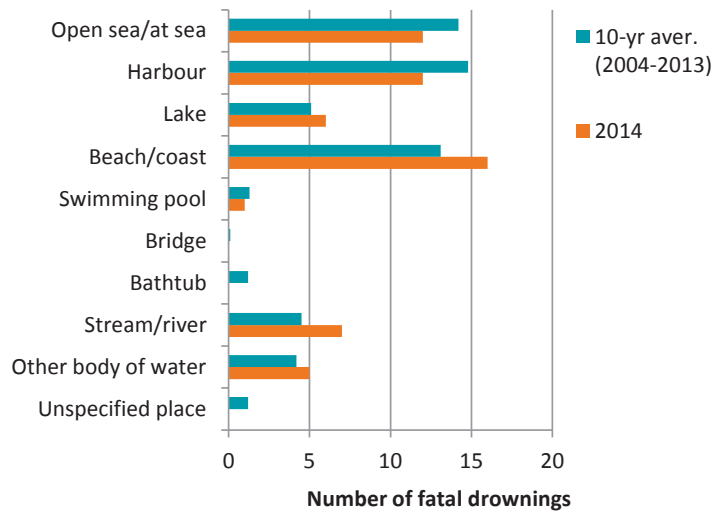 Open sea/at sea
Harbour
Lake
Beach/coast
Swimming pool
Bridge
Bathtub
Stream/river
Other body of water
Unspecified place
0 5 10 15 20
Number of fatal drownings
10-yr aver.
(2004-2013)
2014